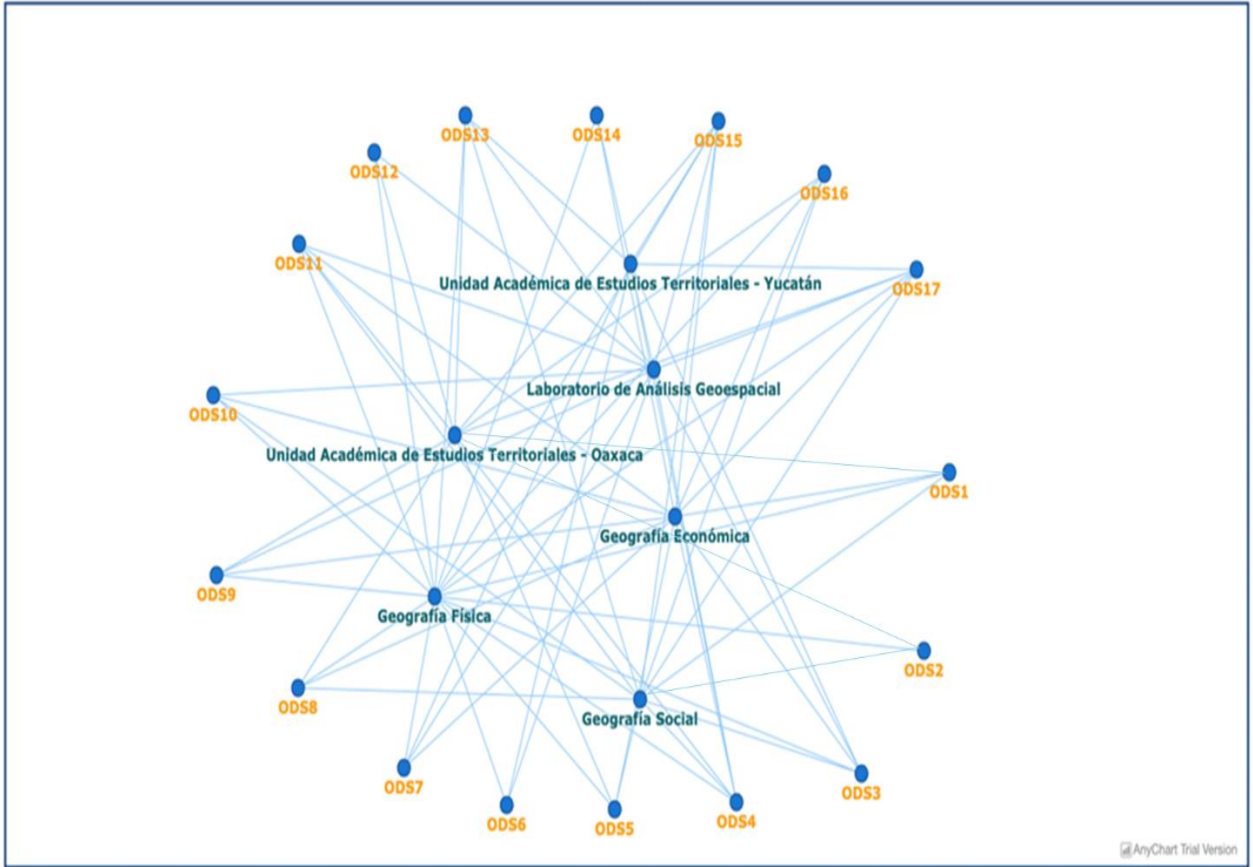 ODS13
ODS14
ODS15
ODS12
ODS16
ODS11
Unidad Académica de Estudios Territoriales - Yucatán
ODS17
Laboratorio de Análisis Geoespacial
ODS10
Unidad Académica de Estudios Territoriales - Oaxaca
ODS1
Geografía Económica
ODS9
Geografía Física
ODS2
ODS8
Geografía Social
ODS7
ODS3
ODS6
ODS5
ODS4
AnyChart Trial Version